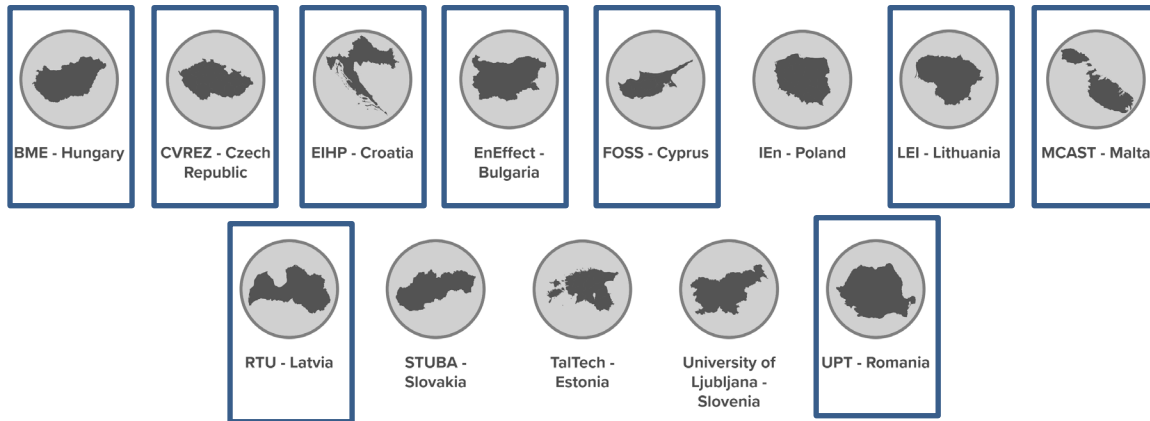 BME - Hungary
CVREZ - Czech
Republic
EIHP - Croatia
EnEffect -
Bulgaria
FOSS - Cyprus
IEn - Poland
LEI - Lithuania
MCAST - Malta
RTU - Latvia
STUBA -
Slovakia
TalTech -
Estonia
University of
Ljubljana -
Slovenia
UPT - Romania